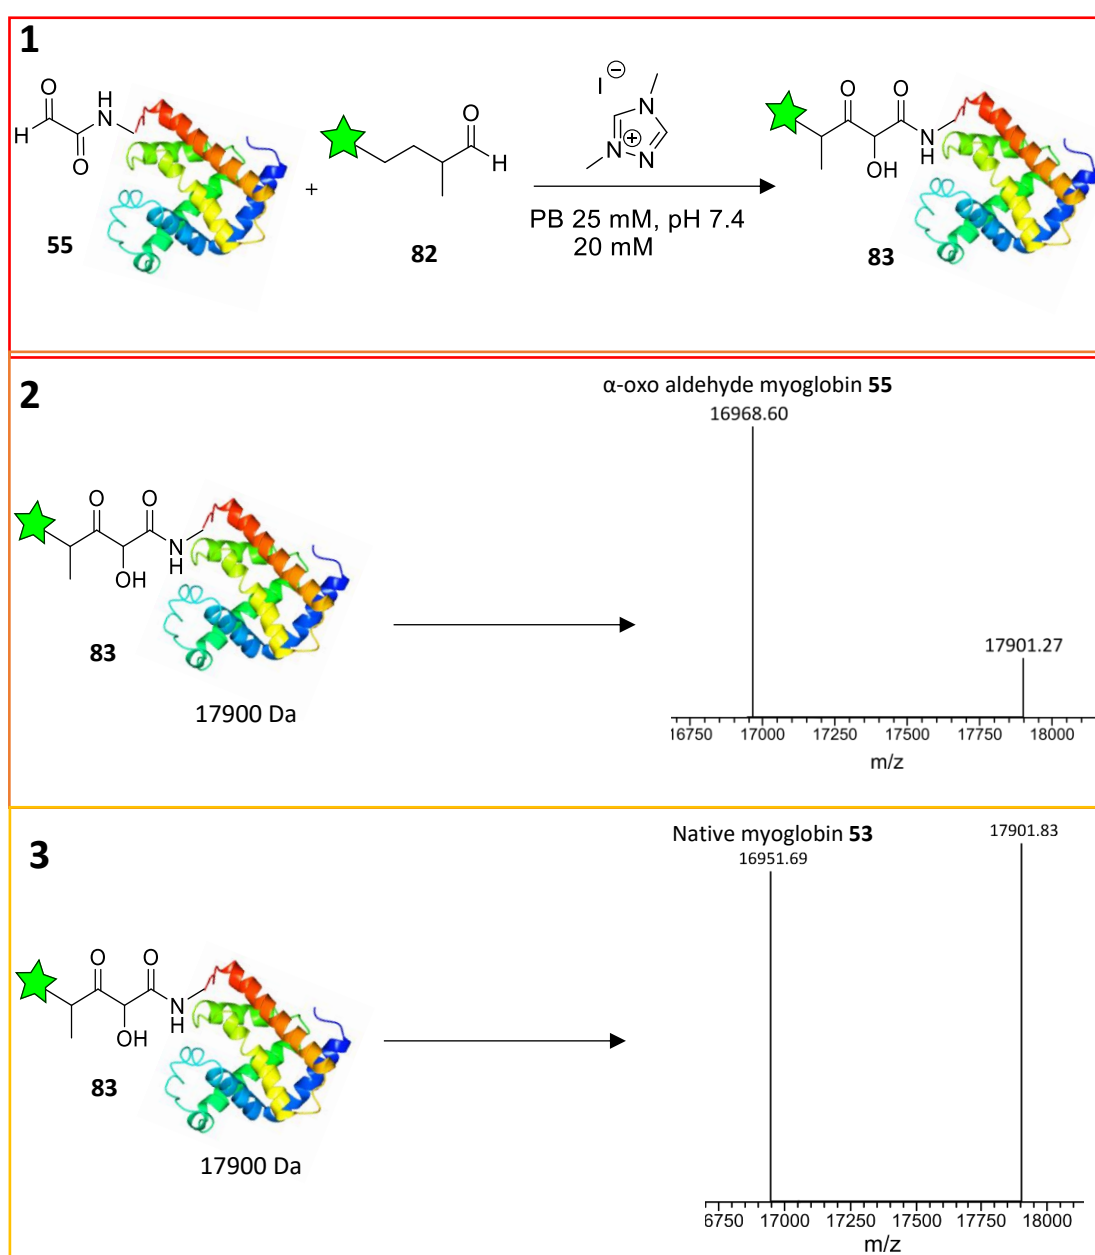 1
O
H
H
N
O
55
+
O
H
82
I ⊖
N
+
N
N
PB 25 mM, pH 7.4
20 mM
O
O
N
H
OH
83
2
O
O
N
H
OH
83
17900 Da
α-oxo aldehyde myoglobin 55
16968.60
17901.27
16750 17000 17250 17500 17750 18000
m/z
3
O
O
N
H
OH
83
17900 Da
Native myoglobin 53
17901.83
16951.69
6750 17000 17250 17500 17750 18000
m/z